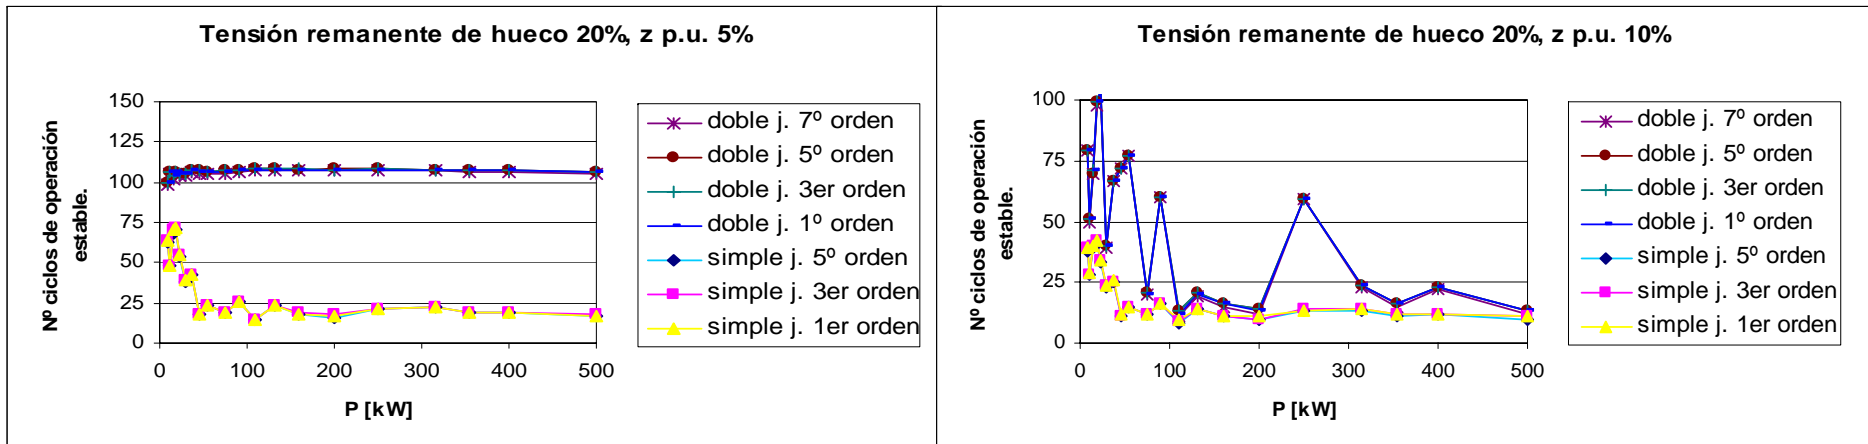 Tensión remanente de hueco 20%, z p.u. 5%
Nº ciclos de operación
estable.
150
125
100
75
50
25
0
0 100 200 300 400 500
P [kW]
doble j. 7º orden
doble j. 5º orden
doble j. 3er orden
doble j. 1º orden
simple j. 5º orden
simple j. 3er orden
simple j. 1er orden
Tensión remanente de hueco 20%, z p.u. 10%
Nº ciclos de operación
estable.
100
75
50
25
0
0 100 200 300 400 500
P [kW]
doble j. 7º orden
doble j. 5º orden
doble j. 3er orden
doble j. 1º orden
simple j. 5º orden
simple j. 3er orden
simple j. 1er orden